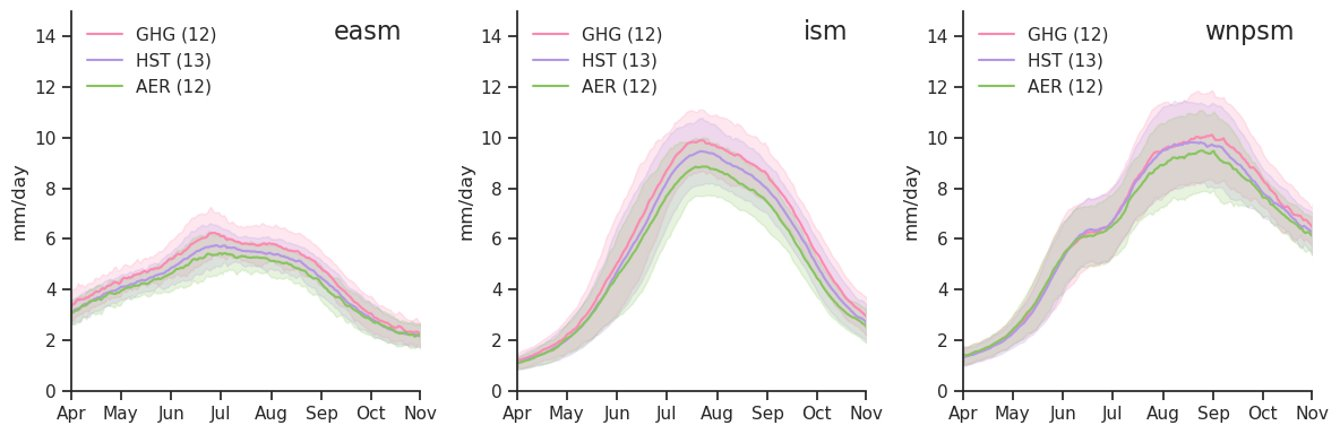 easm
GHG (12)
HST (13)
AER (12)
mm/day
14
12
10
8
6
4
2
0
Apr May Jun Jul Aug Sep Oct Nov
ism
GHG (12)
HST (13)
AER (12)
mm/day
14
12
10
8
6
4
2
0
Apr May Jun Jul Aug Sep Oct Nov
wnpsm
GHG (12)
HST (13)
AER (12)
mm/day
14
12
10
8
6
4
2
0
Apr May Jun Jul Aug Sep Oct Nov